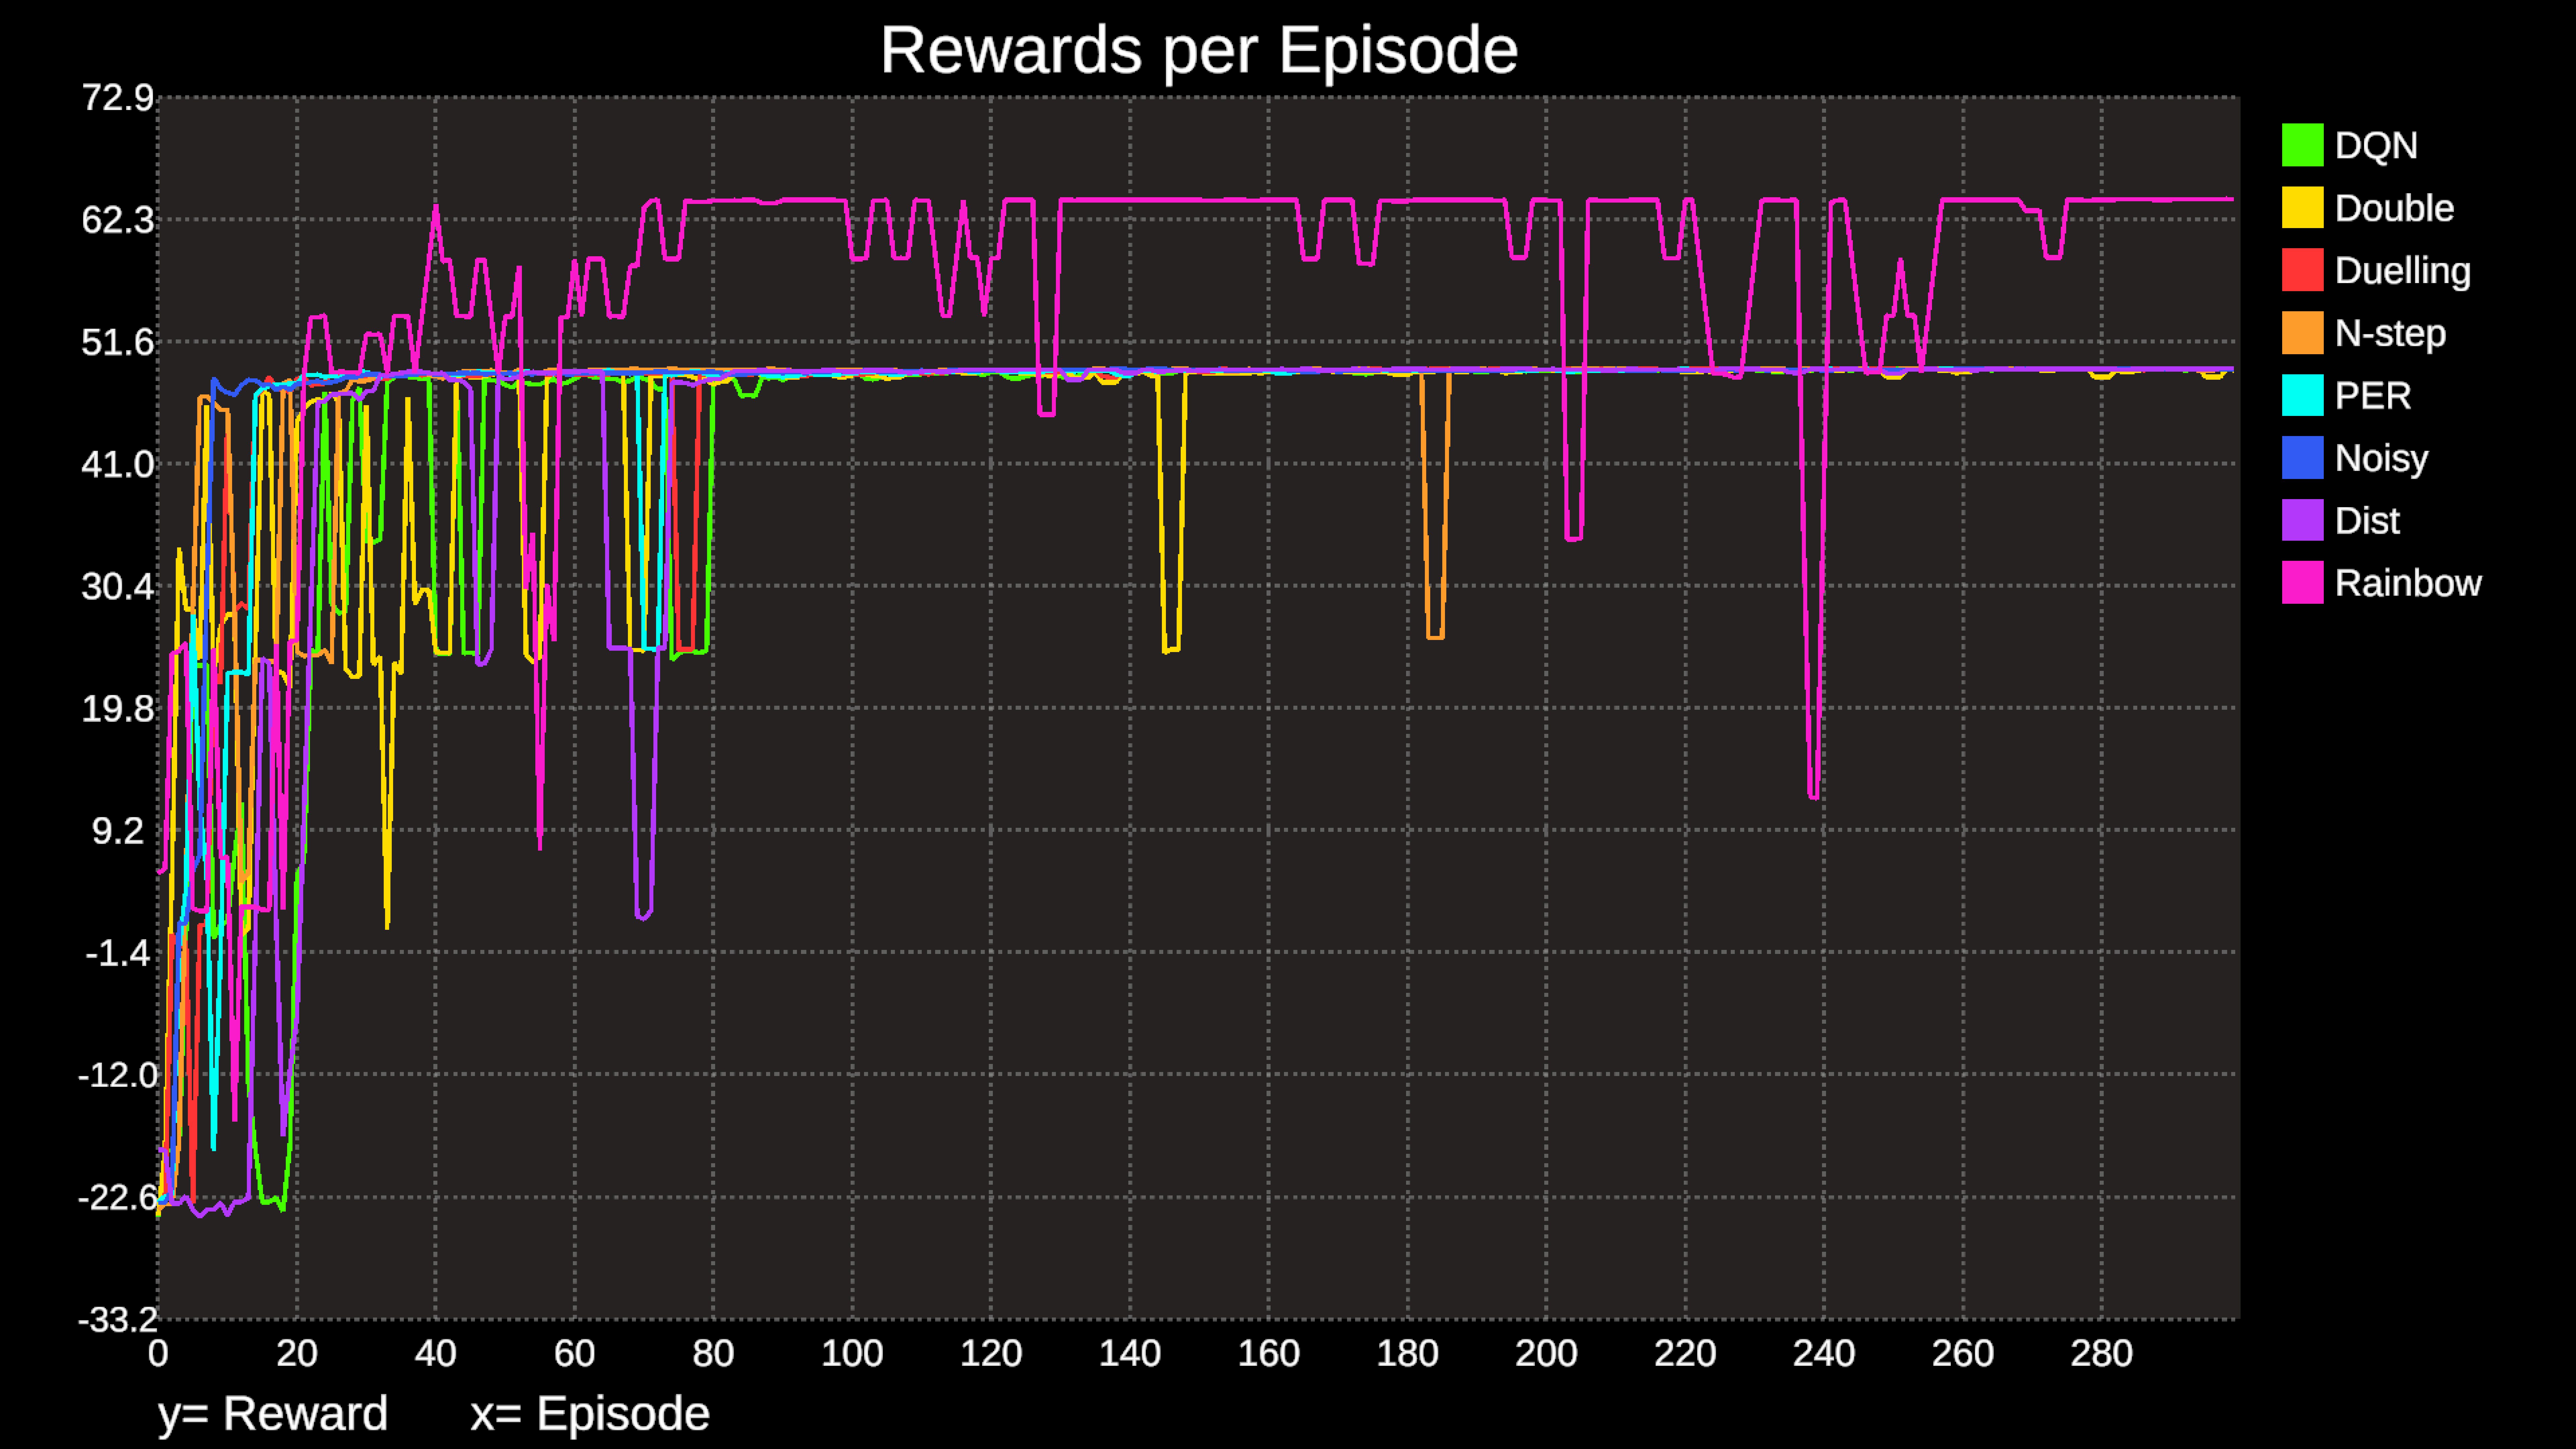 Rewards per Episode
72.9
62.3
51.6
41.0
30.4
19.8
9.2
-1.4
-12.0
-22.6
-33.2
0 20 40 60 80 100 120 140 160 180 200 220 240 260 280
y= Reward x= Episode
DQN
Double
Duelling
N-step
PER
Noisy
Dist
Rainbow